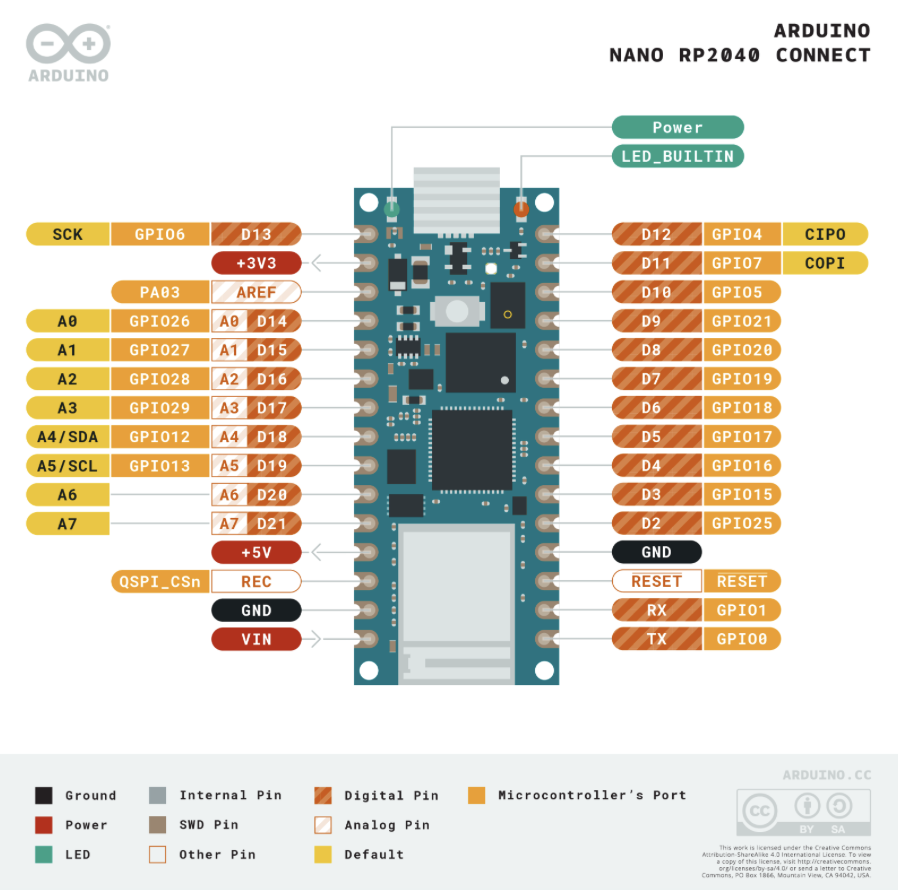 ARDUINO
ARDUINO
NANO RP2040 CONNECT
Power
LED_BUILTIN
SCK GPIO6 D13
D12 GPIO4 CIPO
+3V3
D11 GPIO7 COPI
PA03 AREF
D10 GPIO5
A0 GPIO26 A0 D14
D9 GPIO21
A1 GPIO27 A1 D15
D8 GPIO20
A2 GPIO28 A2 D16
D7 GPIO19
A3 GPIO29 A3 D17
D6 GPIO18
A4/SDA GPIO12 A4 D18
D5 GPIO17
A5/SCL GPIO13 A5 D19
D4 GPIO16
A6 A6 D20
D3 GPIO15
A7 A7 D21
D2 GPIO25
+5V
GND
QSPI_CSn REC
RESET RESET
GND
RX GPIO1
VIN
TX GPIO0
Ground
Power
LED
Internal Pin
SWD Pin
Other Pin
Digital Pin
Analog Pin
Default
Microcontroller's Port
ARDUINO.CC
cc
BY SA
This work is licensed under the Creative Commons
Attribution-ShareAlike 4.0 International License. To view
a copy of this license, visit http://creativecommons.
org/licenses/by-sa/4.0/ or send a letter to Creative
Commons, PO Box 1866, Mountain View, CA 94042, USA.